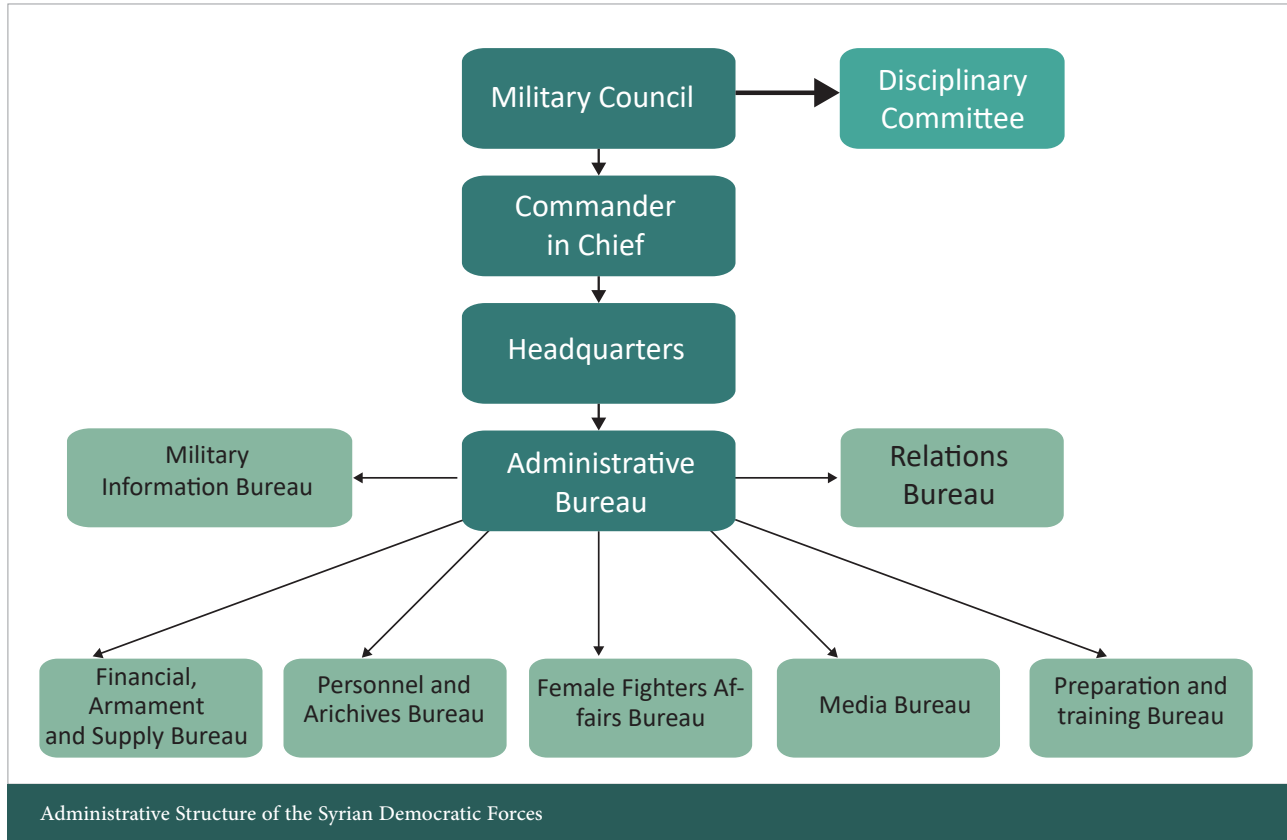 Military Council
Disciplinary
Committee
Commander
in Chief
Headquarters
Military
Information Bureau
Administrative
Bureau
Relations
Bureau
Financial,
Armament
and Supply Bureau
Personnel and
Arichives Bureau
Female Fighters Af-
fairs Bureau
Media Bureau
Preparation and
training Bureau
Administrative Structure of the Syrian Democratic Forces